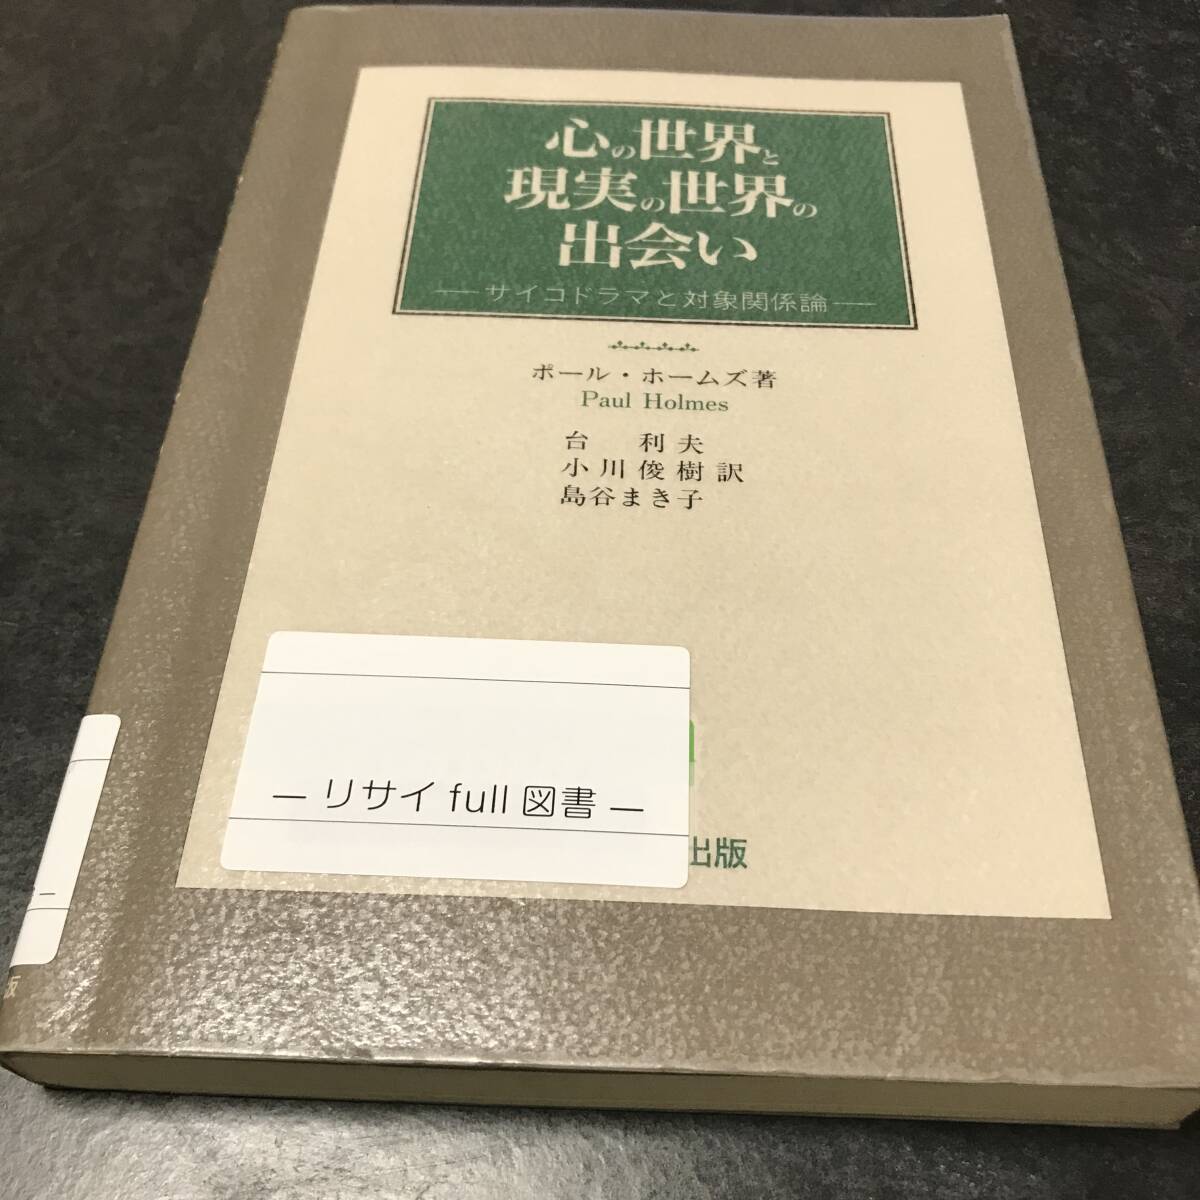 心の世界と
現実の世界の
出会い
―サイコドラマと対象関係論―
ポール・ホームズ著
Paul Holmes
台　利夫
小川俊樹訳
島谷まき子
― リサイ full 図書 ―
出版
版